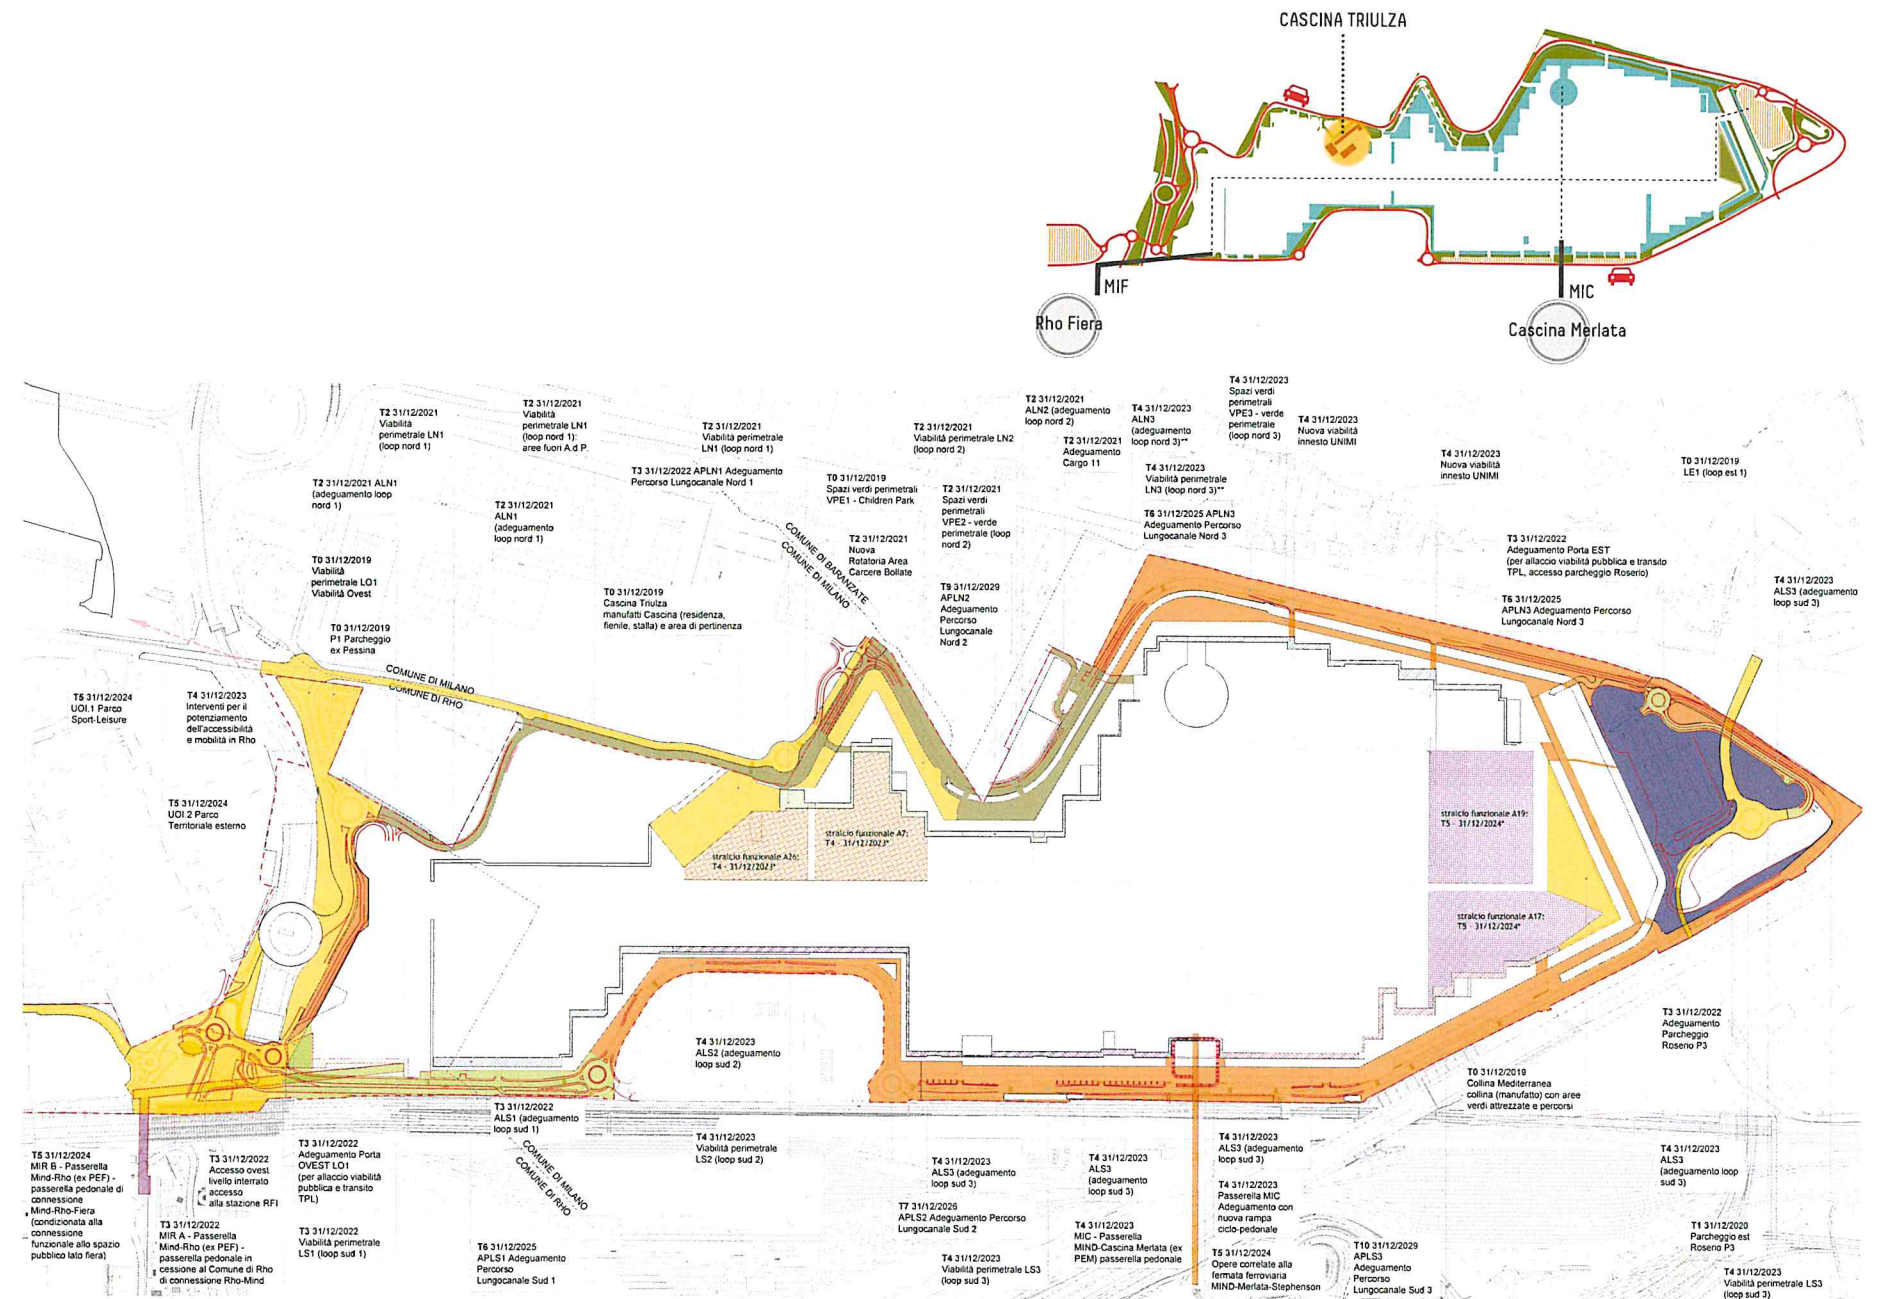 CASCINA TRIULZA
MIF
MIC
Rho Fiera
Cascina Merlata
T2 31/12/2021
Viabilità
perimetrale LN1
(loop nord 1)
T2 31/12/2021
Viabilità
perimetrale LN1
(loop nord 1):
aree fuori A.d.P.
T2 31/12/2021
Viabilità perimetrale
LN1 (loop nord 1)
T2 31/12/2021
Viabilità perimetrale LN2
(loop nord 2)
T2 31/12/2021
ALN2 (adeguamento
loop nord 2)
T2 31/12/2021
Adeguamento
Cargo 11
T4 31/12/2023
ALN3
(adeguamento
loop nord 3)**
T4 31/12/2023
Spazi verdi
perimetrali
VPE3 - verde
perimetrale
(loop nord 3)
T4 31/12/2023
Nuova viabilità
innesto UNIMI
T4 31/12/2023
Nuova viabilità
innesto UNIMI
T0 31/12/2019
LE1 (loop est 1)
T2 31/12/2021 ALN1
(adeguamento loop
nord 1)
T2 31/12/2021
ALN1
(adeguamento
loop nord 1)
T3 31/12/2022 APLN1 Adeguamento
Percorso Lungocanale Nord 1
T0 31/12/2019
Spazi verdi perimetrali
VPE1 - Children Park
T2 31/12/2021
Spazi verdi
perimetrali
VPE2 - verde
perimetrale (loop
nord 2)
T4 31/12/2023
Viabilità perimetrale
LN3 (loop nord 3)**
T6 31/12/2025 APLN3
Adeguamento Percorso
Lungocanale Nord 3
T2 31/12/2021
Nuova
Rotatoria Area
Carcere Bollate
T9 31/12/2029
APLN2
Adeguamento
Percorso
Lungocanale
Nord 2
T3 31/12/2022
Adeguamento Porta EST
(per allaccio viabilità pubblica e transito
TPL, accesso parcheggio Roserio)
T6 31/12/2025
APLN3 Adeguamento Percorso
Lungocanale Nord 3
T4 31/12/2023
ALS3 (adeguamento
loop sud 3)
T0 31/12/2019
Viabilità
perimetrale LO1
Viabilità Ovest
T0 31/12/2019
P1 Parcheggio
ex Pessina
T0 31/12/2019
Cascina Triulza
manufatti Cascina (residenza,
fienile, stalla) e area di pertinenza
COMUNE DI BARANZATE
COMUNE DI MILANO
COMUNE DI MILANO
COMUNE DI RHO
T5 31/12/2024
UOI.1 Parco
Sport-Leisure
T4 31/12/2023
Interventi per il
potenziamento
dell'accessibilità
e mobilità in Rho
T5 31/12/2024
UOI.2 Parco
Territoriale esterno
stralcio funzionale A26:
T4 - 31/12/2023*
stralcio funzionale A7:
T4 - 31/12/2023*
stralcio funzionale A19:
T5 - 31/12/2024*
stralcio funzionale A17:
T5 - 31/12/2024*
T4 31/12/2023
ALS2 (adeguamento
loop sud 2)
T3 31/12/2022
Adeguamento
Parcheggio
Roserio P3
T0 31/12/2019
Collina Mediterranea
collina (manufatto) con aree
verdi attrezzate e percorsi
T3 31/12/2022
ALS1 (adeguamento
loop sud 1)
COMUNE DI MILANO
COMUNE DI RHO
T5 31/12/2024
MIR B - Passerella
Mind-Rho (ex PEF) -
passerella pedonale di
connessione
Mind-Rho-Fiera
(condizionata alla
connessione
funzionale allo spazio
pubblico lato fiera)
T3 31/12/2022
Accesso ovest
livello interrato
accesso
alla stazione RFI
T3 31/12/2022
MIR A - Passerella
Mind-Rho (ex PEF) -
passerella pedonale in
cessione al Comune di Rho
di connessione Rho-Mind
T3 31/12/2022
Adeguamento Porta
OVEST LO1
(per allaccio viabilità
pubblica e transito
TPL)
T3 31/12/2022
Viabilità perimetrale
LS1 (loop sud 1)
T6 31/12/2025
APLS1 Adeguamento
Percorso
Lungocanale Sud 1
T4 31/12/2023
Viabilità perimetrale
LS2 (loop sud 2)
T4 31/12/2023
ALS3 (adeguamento
loop sud 3)
T7 31/12/2026
APLS2 Adeguamento Percorso
Lungocanale Sud 2
T4 31/12/2023
Viabilità perimetrale LS3
(loop sud 3)
T4 31/12/2023
ALS3
(adeguamento
loop sud 3)
T4 31/12/2023
MIC - Passerella
MIND-Cascina Merlata (ex
PEM) passerella pedonale
T4 31/12/2023
ALS3 (adeguamento
loop sud 3)
T4 31/12/2023
Passerella MIC
Adeguamento con
nuova rampa
ciclo-pedonale
T5 31/12/2024
Opere correlate alla
fermata ferroviaria
MIND-Merlata-Stephenson
T10 31/12/2029
APLS3
Adeguamento
Percorso
Lungocanale Sud 3
T4 31/12/2023
ALS3
(adeguamento loop
sud 3)
T1 31/12/2020
Parcheggio est
Roserio P3
T4 31/12/2023
Viabilità perimetrale LS3
(loop sud 3)